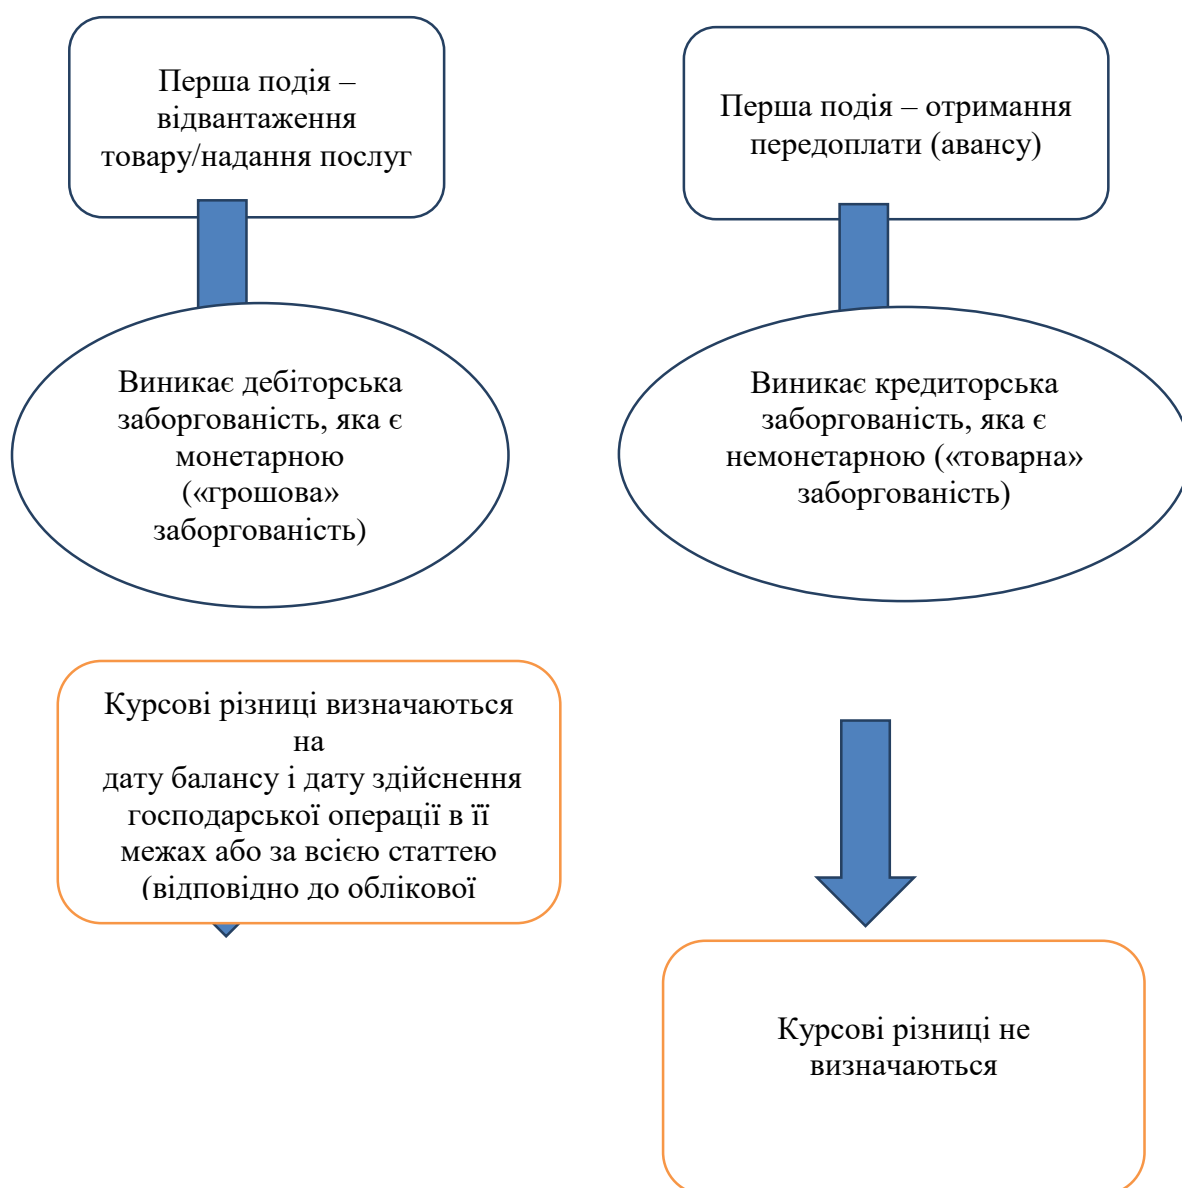 Перша подія –
відвантаження
товару/надання послуг
Перша подія – отримання
передоплати (авансу)
Виникає дебіторська
заборгованість, яка є
монетарною
(«грошова»
заборгованість)
Виникає кредиторська
заборгованість, яка є
немонетарною («товарна»
заборгованість)
Курсові різниці визначаються
на
дату балансу і дату здійснення
господарської операції в її
межах або за всією статтею
(відповідно до облікової
Курсові різниці не
визначаються